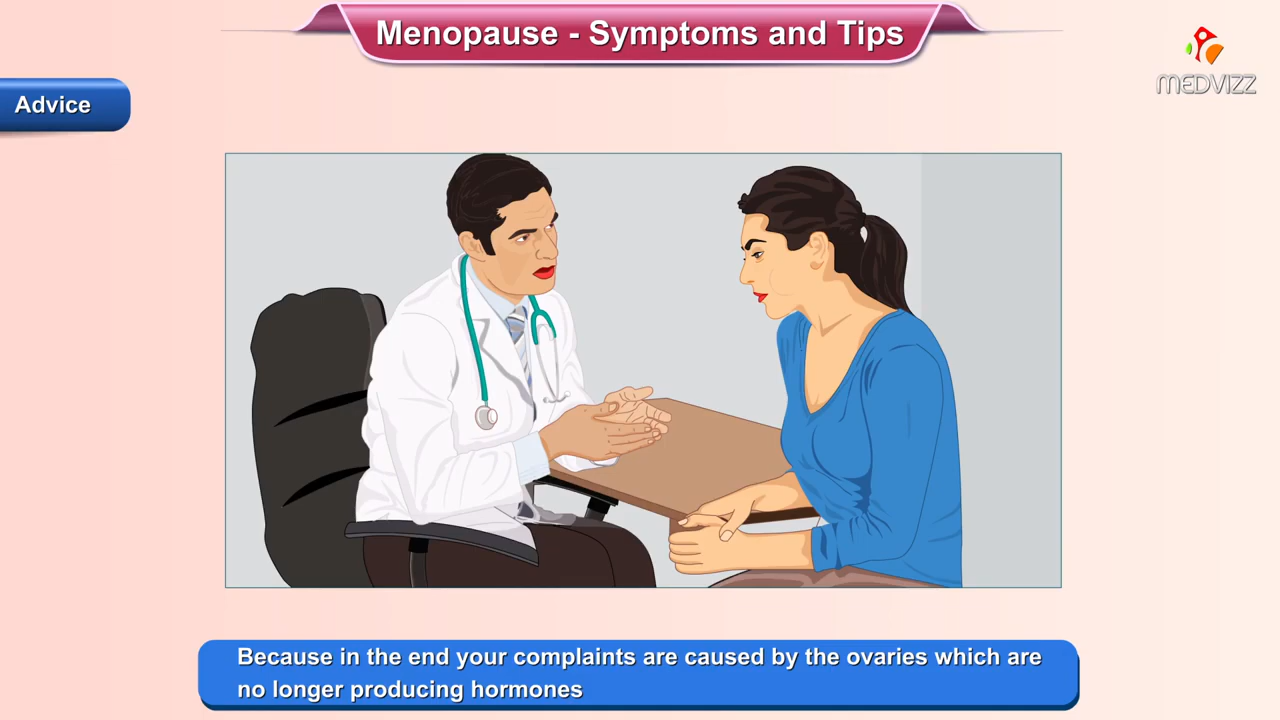 Menopause - Symptoms and Tips
MEDVIZZ
Advice
Because in the end your complaints are caused by the ovaries which are
no longer producing hormones